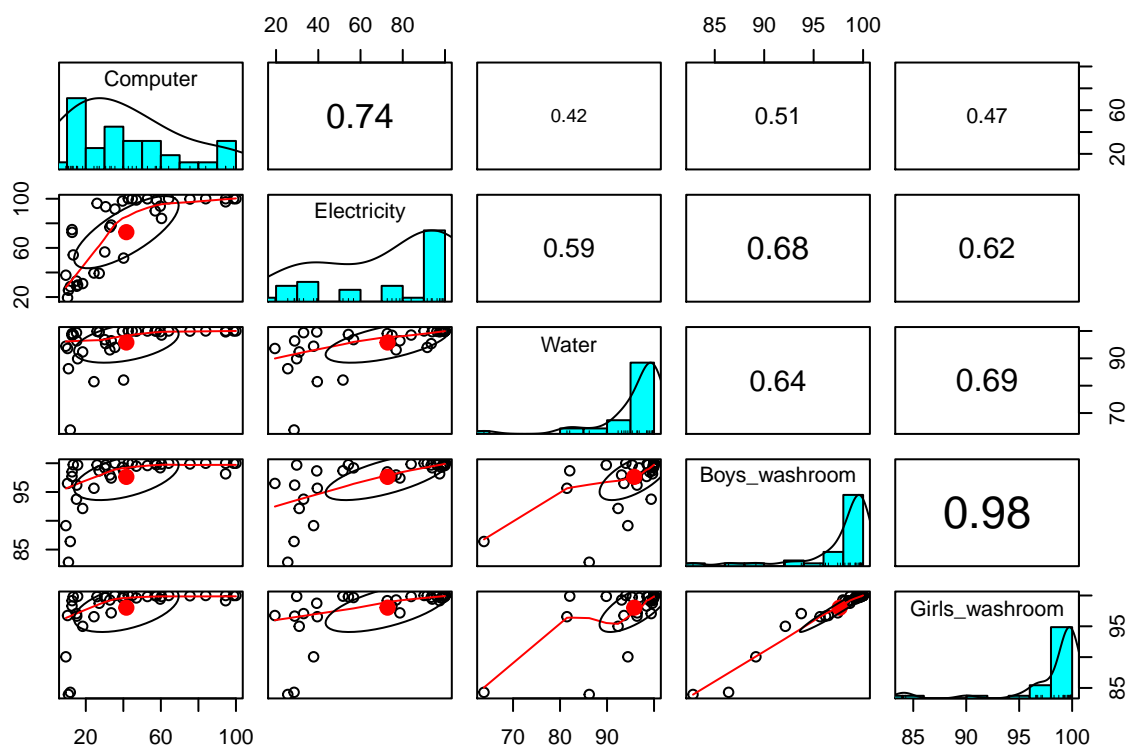 20 40 60 80 85 90 95 100
Computer 0.74 0.42 0.51 0.47 20 60
20 60 100 Electricity 0.59 0.68 0.62
Water 0.64 0.69 70 90
85 95 Boys_washroom 0.98
Girls_washroom 85 95
20 60 100 70 80 90 85 90 95 100